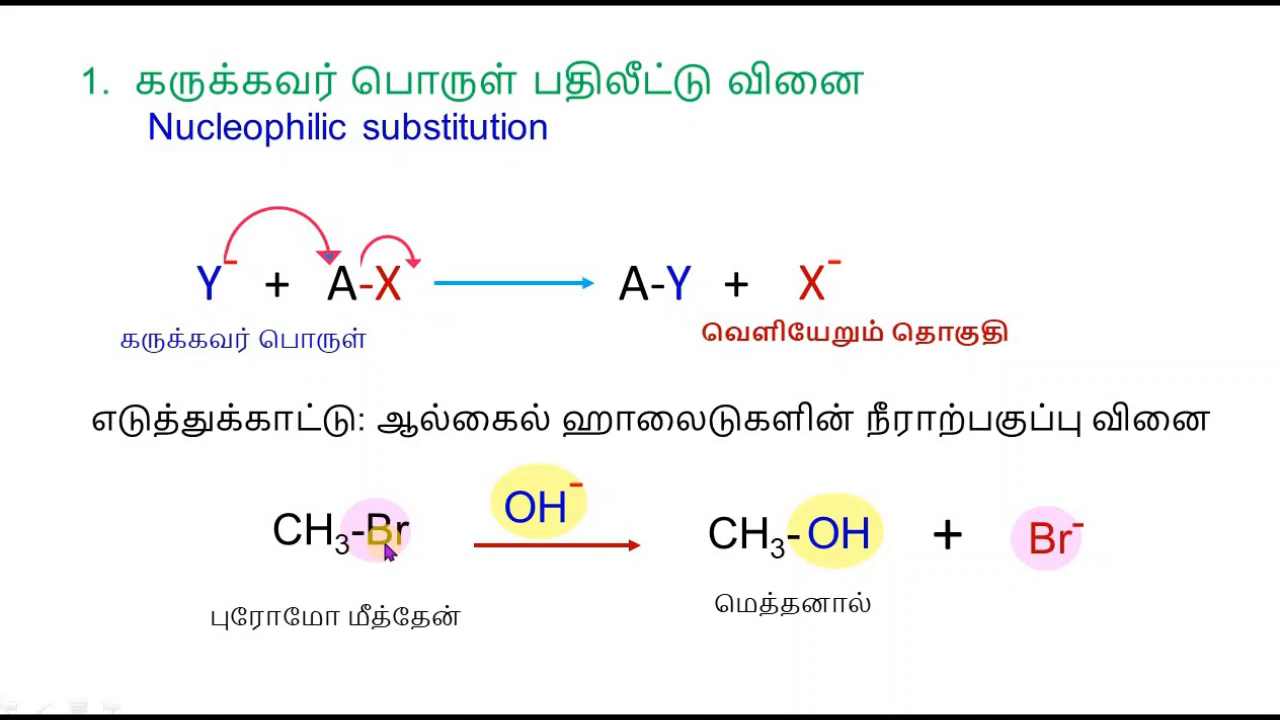 1. கருக்கவர் பொருள் பதிலீட்டு வினை
Nucleophilic substitution
Y⁻ + A-X → A-Y + X⁻
கருக்கவர் பொருள் வெளியேறும் தொகுதி
எடுத்துக்காட்டு: ஆல்கைல் ஹாலைடுகளின் நீராற்பகுப்பு வினை
CH₃-Br OH⁻ → CH₃-OH + Br⁻
புரோமோ மீத்தேன் மெத்தனால்